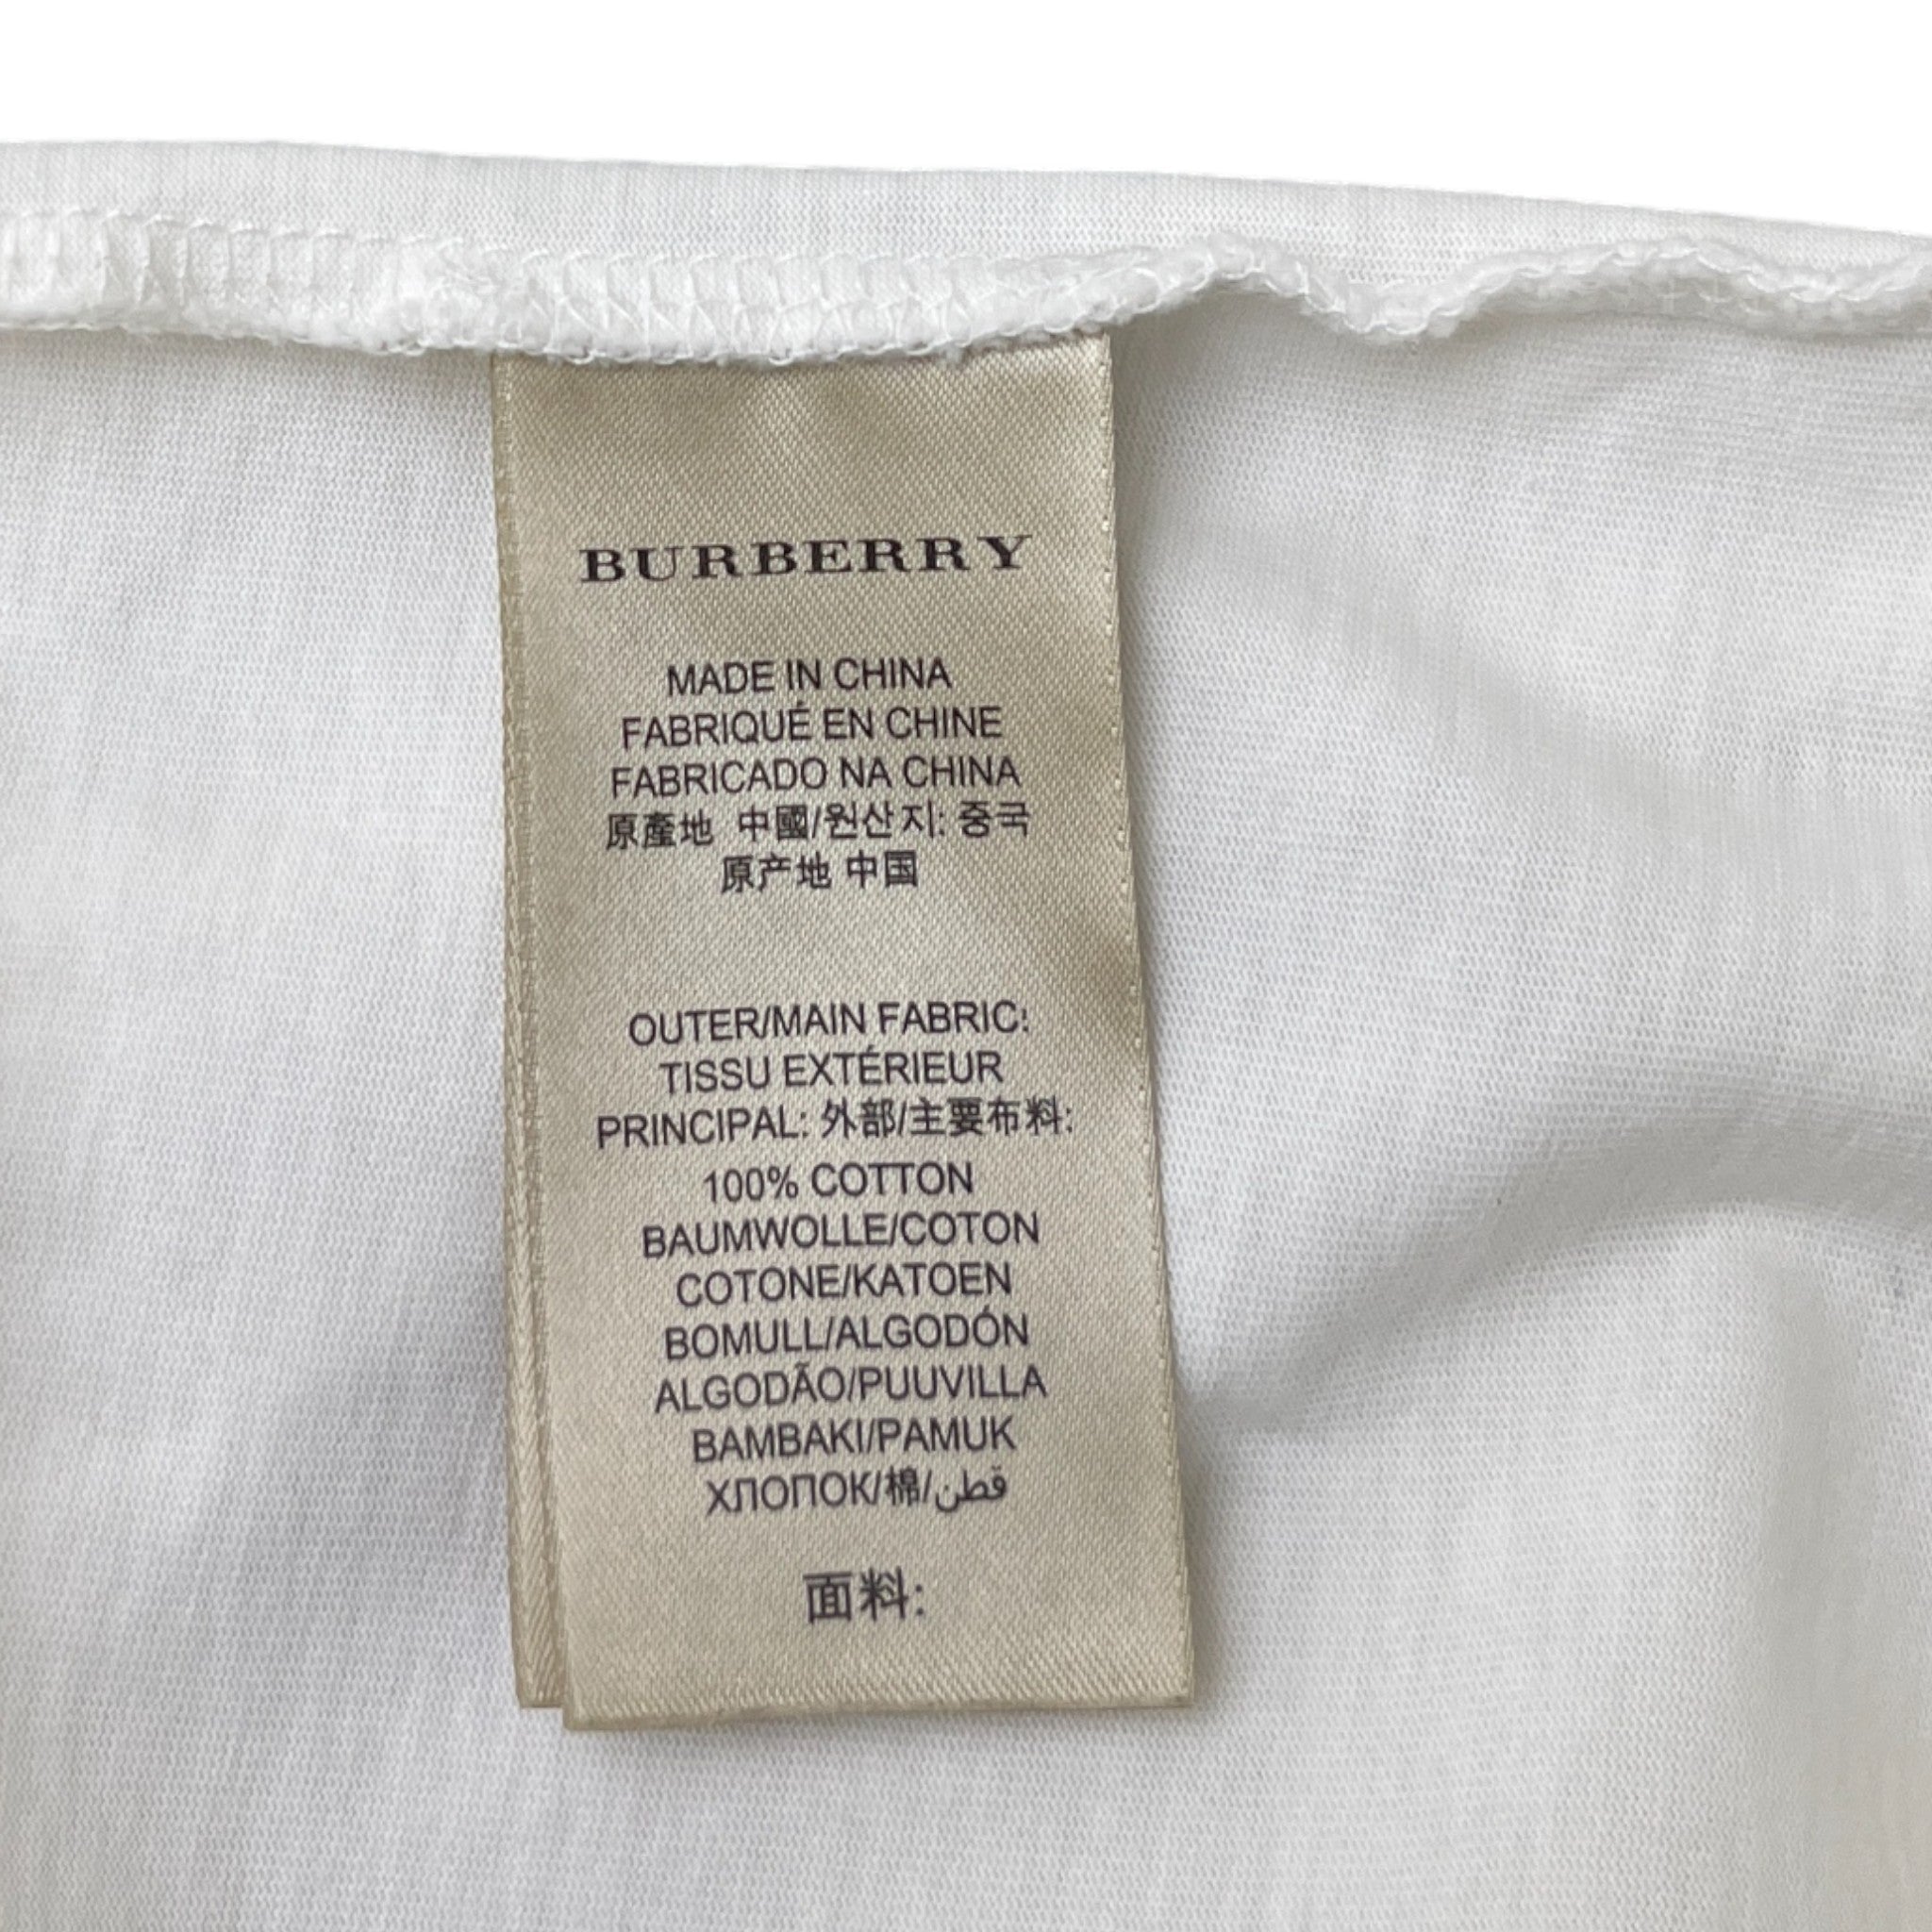 BURBERRY
MADE IN CHINA
FABRIQUÉ EN CHINE
FABRICADO NA CHINA
原產地 中國/원산지: 중국
原产地 中国
OUTER/MAIN FABRIC:
TISSU EXTÉRIEUR
PRINCIPAL: 外部/主要布料:
100% COTTON
BAUMWOLLE/COTON
COTONE/KATOEN
BOMULL/ALGODÓN
ALGODÃO/PUUVILLA
BAMBAKI/PAMUK
ХЛОПОК/棉/قطن
面料: